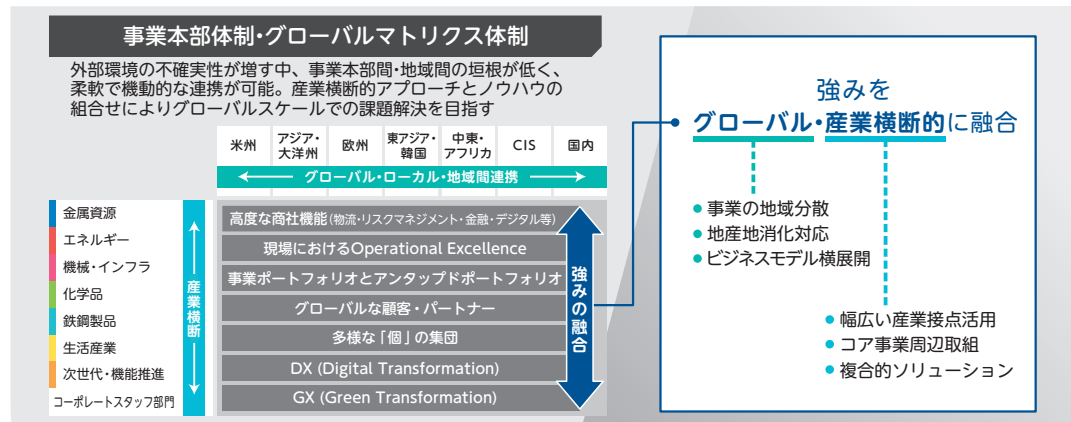 事業本部体制・グローバルマトリクス体制
外部環境の不確実性が増す中、事業本部間・地域間の垣根が低く、
柔軟で機動的な連携が可能。産業横断的アプローチとノウハウの
組合せによりグローバルスケールでの課題解決を目指す
米州
アジア・
大洋州
欧州
東アジア・
韓国
中東・
アフリカ
CIS
国内
グローバル・ローカル・地域間連携
金属資源
エネルギー
機械・インフラ
化学品
鉄鋼製品
生活産業
次世代・機能推進
コーポレートスタッフ部門
産業横断
高度な商社機能(物流・リスクマネジメント・金融・デジタル等)
現場におけるOperational Excellence
事業ポートフォリオとアンタップドポートフォリオ
グローバルな顧客・パートナー
多様な「個」の集団
DX (Digital Transformation)
GX (Green Transformation)
強みの融合
強みを
グローバル・産業横断的に融合
● 事業の地域分散
● 地産地消化対応
● ビジネスモデル横展開
● 幅広い産業接点活用
● コア事業周辺取組
● 複合的ソリューション